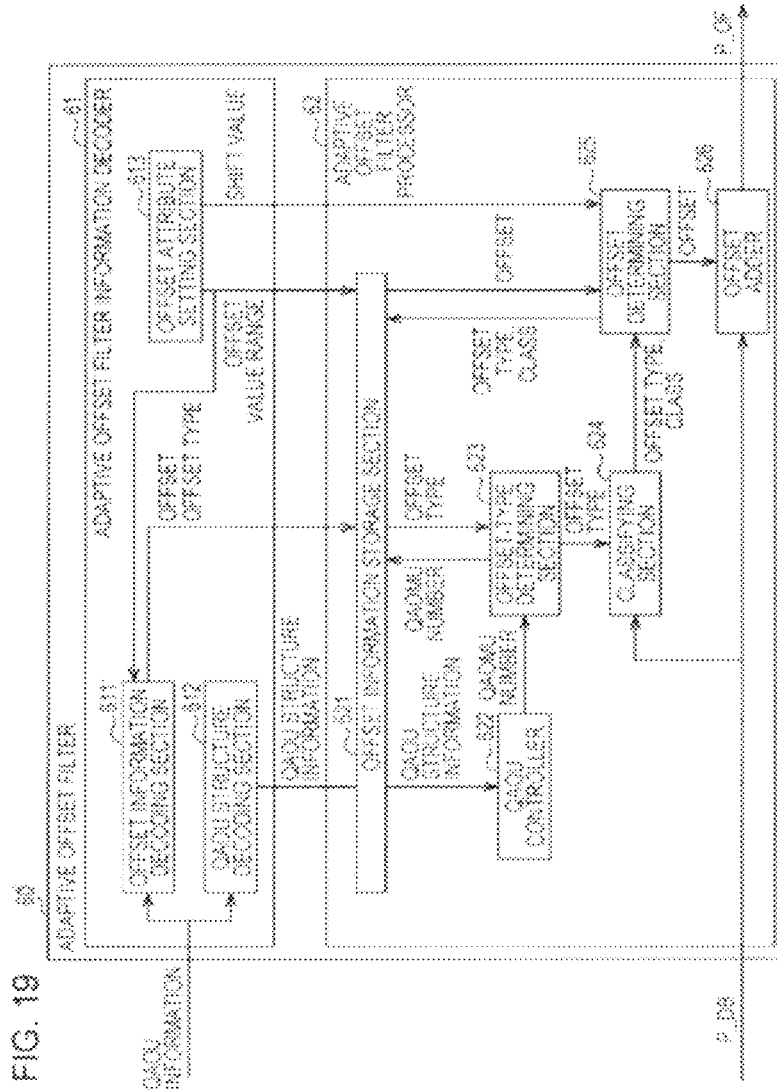 FIG. 19
60
ADAPTIVE OFFSET FILTER
61
ADAPTIVE OFFSET FILTER INFORMATION DECODER
QAOU
INFORMATION
611
OFFSET INFORMATION
DECODING SECTION
612
QAOU STRUCTURE
DECODING SECTION
613
OFFSET ATTRIBUTE
SETTING SECTION
SHIFT VALUE
OFFSET
OFFSET TYPE
OFFSET
VALUE RANGE
QAOU STRUCTURE
INFORMATION
62
ADAPTIVE
OFFSET
FILTER
PROCESSOR
621
OFFSET INFORMATION STORAGE SECTION
QAOU
STRUCTURE
INFORMATION
QAOMU
NUMBER
OFFSET
TYPE
OFFSET
TYPE,
CLASS
OFFSET
622
QAOU
CONTROLLER
QAOMU
NUMBER
623
OFFSET-TYPE
DETERMINING
SECTION
OFFSET
TYPE
624
CLASSIFYING
SECTION
OFFSET TYPE,
CLASS
625
OFFSET
DETERMINING
SECTION
OFFSET
626
OFFSET
ADDER
P_DB
P_OF